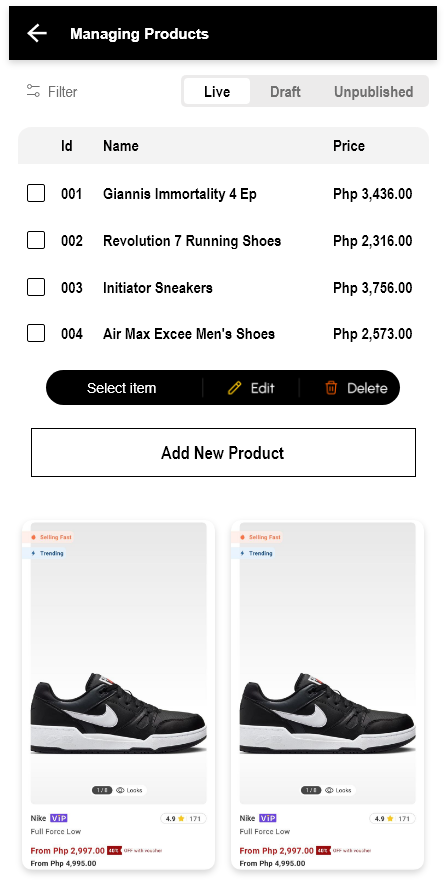 Managing Products
Filter
Live Draft Unpublished
Id Name Price
001 Giannis Immortality 4 Ep Php 3,436.00
002 Revolution 7 Running Shoes Php 2,316.00
003 Initiator Sneakers Php 3,756.00
004 Air Max Excee Men's Shoes Php 2,573.00
Select item Edit Delete
Add New Product
Selling Fast
Trending
1 / 8 Looks
Nike ViP 4.9 171
Full Force Low
From Php 2,997.00 40% OFF with voucher
From Php 4,995.00
Selling Fast
Trending
1 / 8 Looks
Nike ViP 4.9 171
Full Force Low
From Php 2,997.00 40% OFF with voucher
From Php 4,995.00